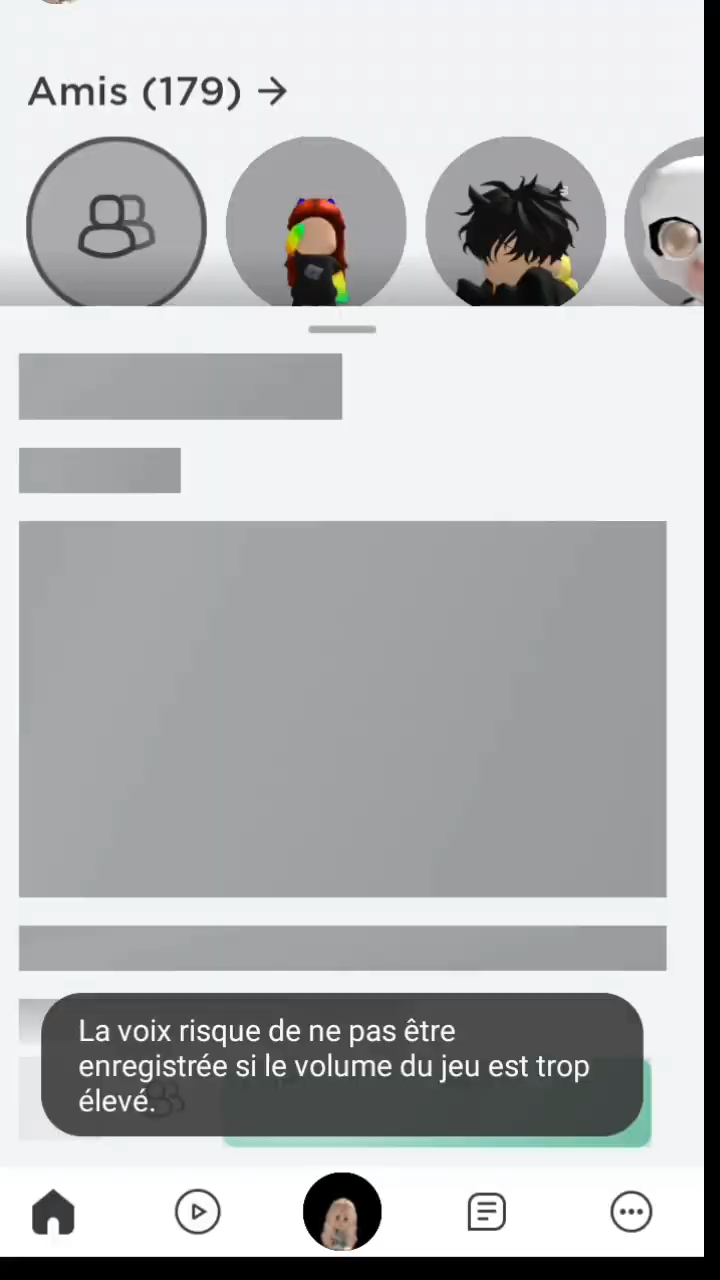 Amis (179) →
La voix risque de ne pas être
enregistrée si le volume du jeu est trop
élevé.